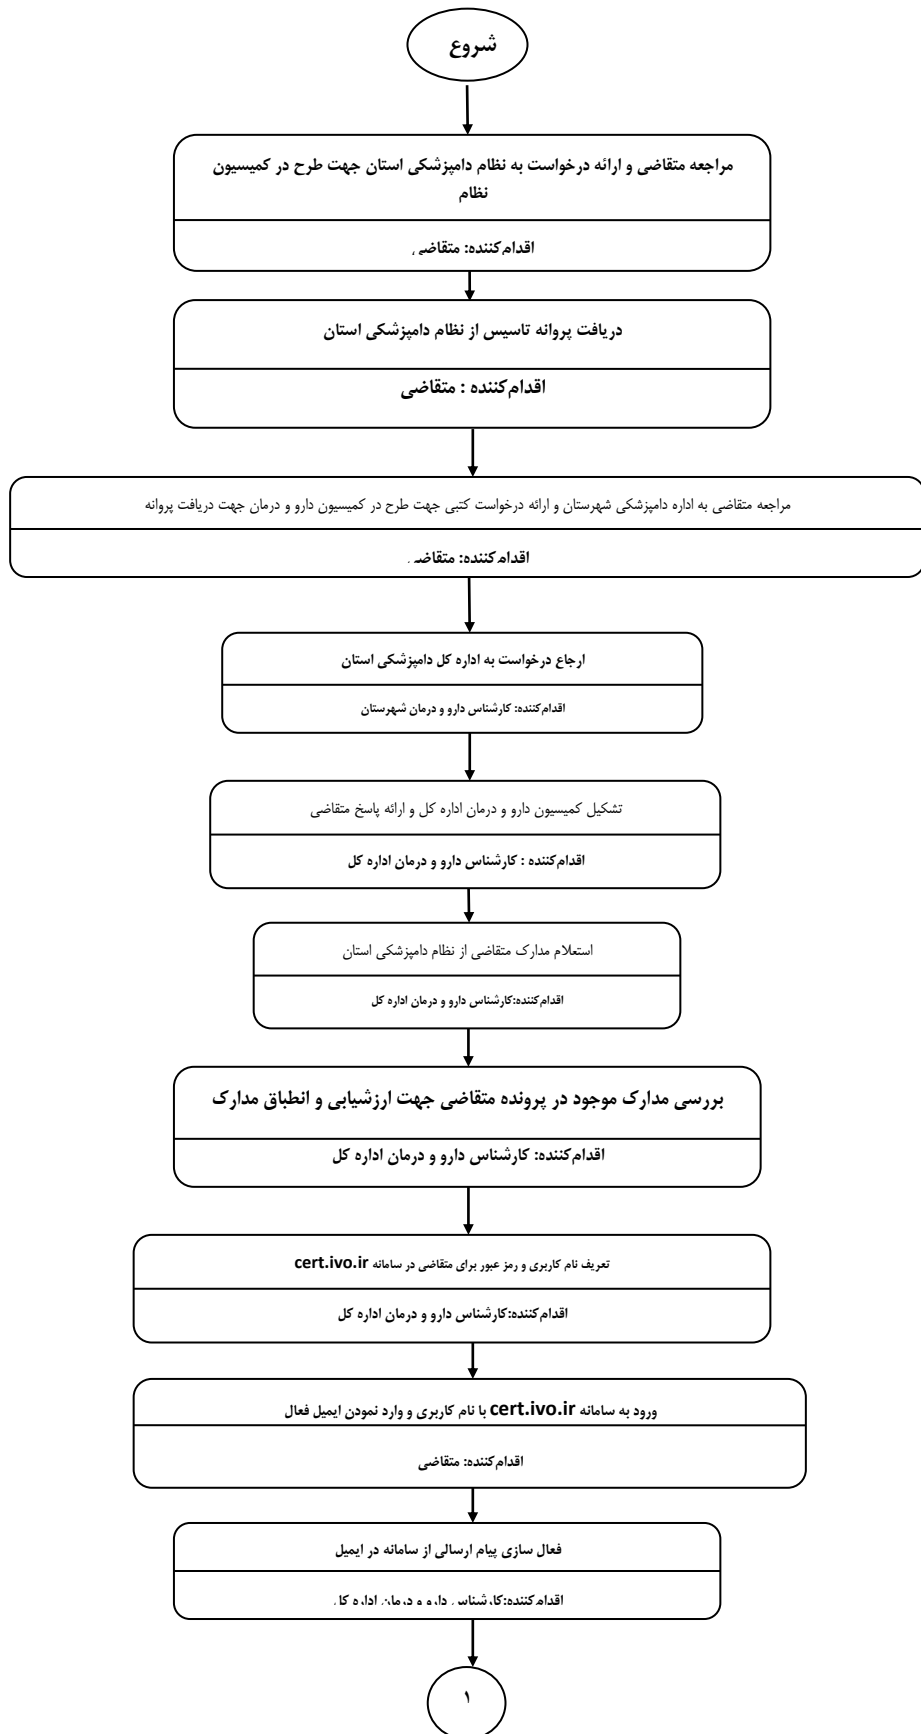 شروع
مراجعه متقاضی و ارائه درخواست به نظام دامپزشکی استان جهت طرح در کمیسیون
نظام
اقدام‌کننده: متقاضی
دریافت پروانه تاسیس از نظام دامپزشکی استان
اقدام‌کننده : متقاضی
مراجعه متقاضی به اداره دامپزشکی شهرستان و ارائه درخواست کتبی جهت طرح در کمیسیون دارو و درمان جهت دریافت پروانه
اقدام‌کننده: متقاضی
ارجاع درخواست به اداره کل دامپزشکی استان
اقدام‌کننده: کارشناس دارو و درمان شهرستان
تشکیل کمیسیون دارو و درمان اداره کل و ارائه پاسخ متقاضی
اقدام‌کننده : کارشناس دارو و درمان اداره کل
استعلام مدارک متقاضی از نظام دامپزشکی استان
اقدام‌کننده:کارشناس دارو و درمان اداره کل
بررسی مدارک موجود در پرونده متقاضی جهت ارزشیابی و انطباق مدارک
اقدام‌کننده: کارشناس دارو و درمان اداره کل
تعریف نام کاربری و رمز عبور برای متقاضی در سامانه cert.ivo.ir
اقدام‌کننده:کارشناس دارو و درمان اداره کل
ورود به سامانه cert.ivo.ir با نام کاربری و وارد نمودن ایمیل فعال
اقدام‌کننده: متقاضی
فعال سازی پیام ارسالی از سامانه در ایمیل
اقدام‌کننده:کارشناس دارو و درمان اداره کل
۱